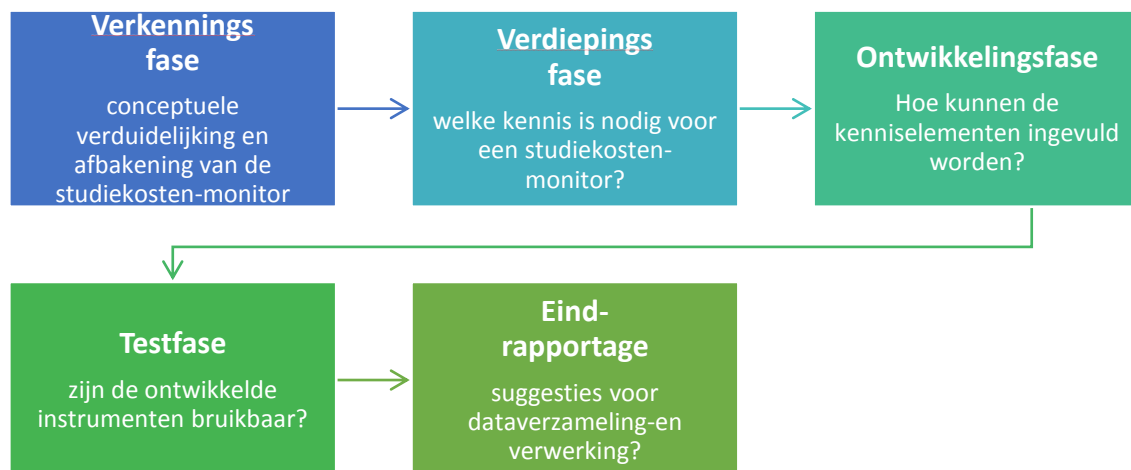 Verkennings
fase
conceptuele
verduidelijking en
afbakening van de
studiekosten-monitor
Verdiepings
fase
welke kennis is nodig voor
een studiekosten-
monitor?
Ontwikkelingsfase
Hoe kunnen de
kenniselementen ingevuld
worden?
Testfase
zijn de ontwikkelde
instrumenten bruikbaar?
Eind-
rapportage
suggesties voor
dataverzameling-en
verwerking?